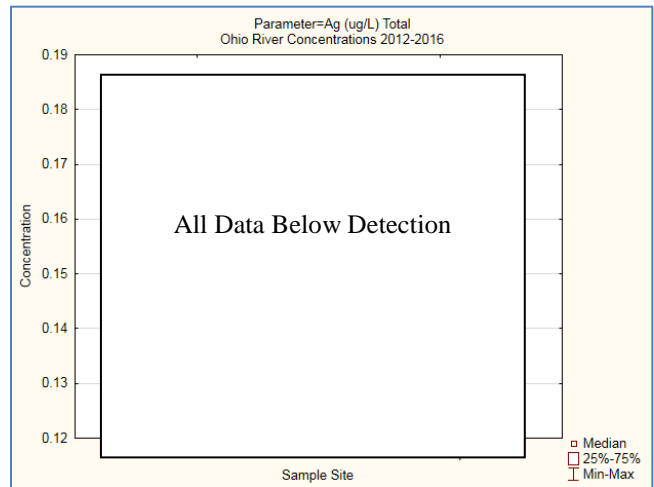 Parameter=Ag (ug/L) Total
Ohio River Concentrations 2012-2016
0.19
0.18
0.17
0.16
0.15
0.14
0.13
0.12
Concentration
All Data Below Detection
Sample Site
Median
25%-75%
Min-Max